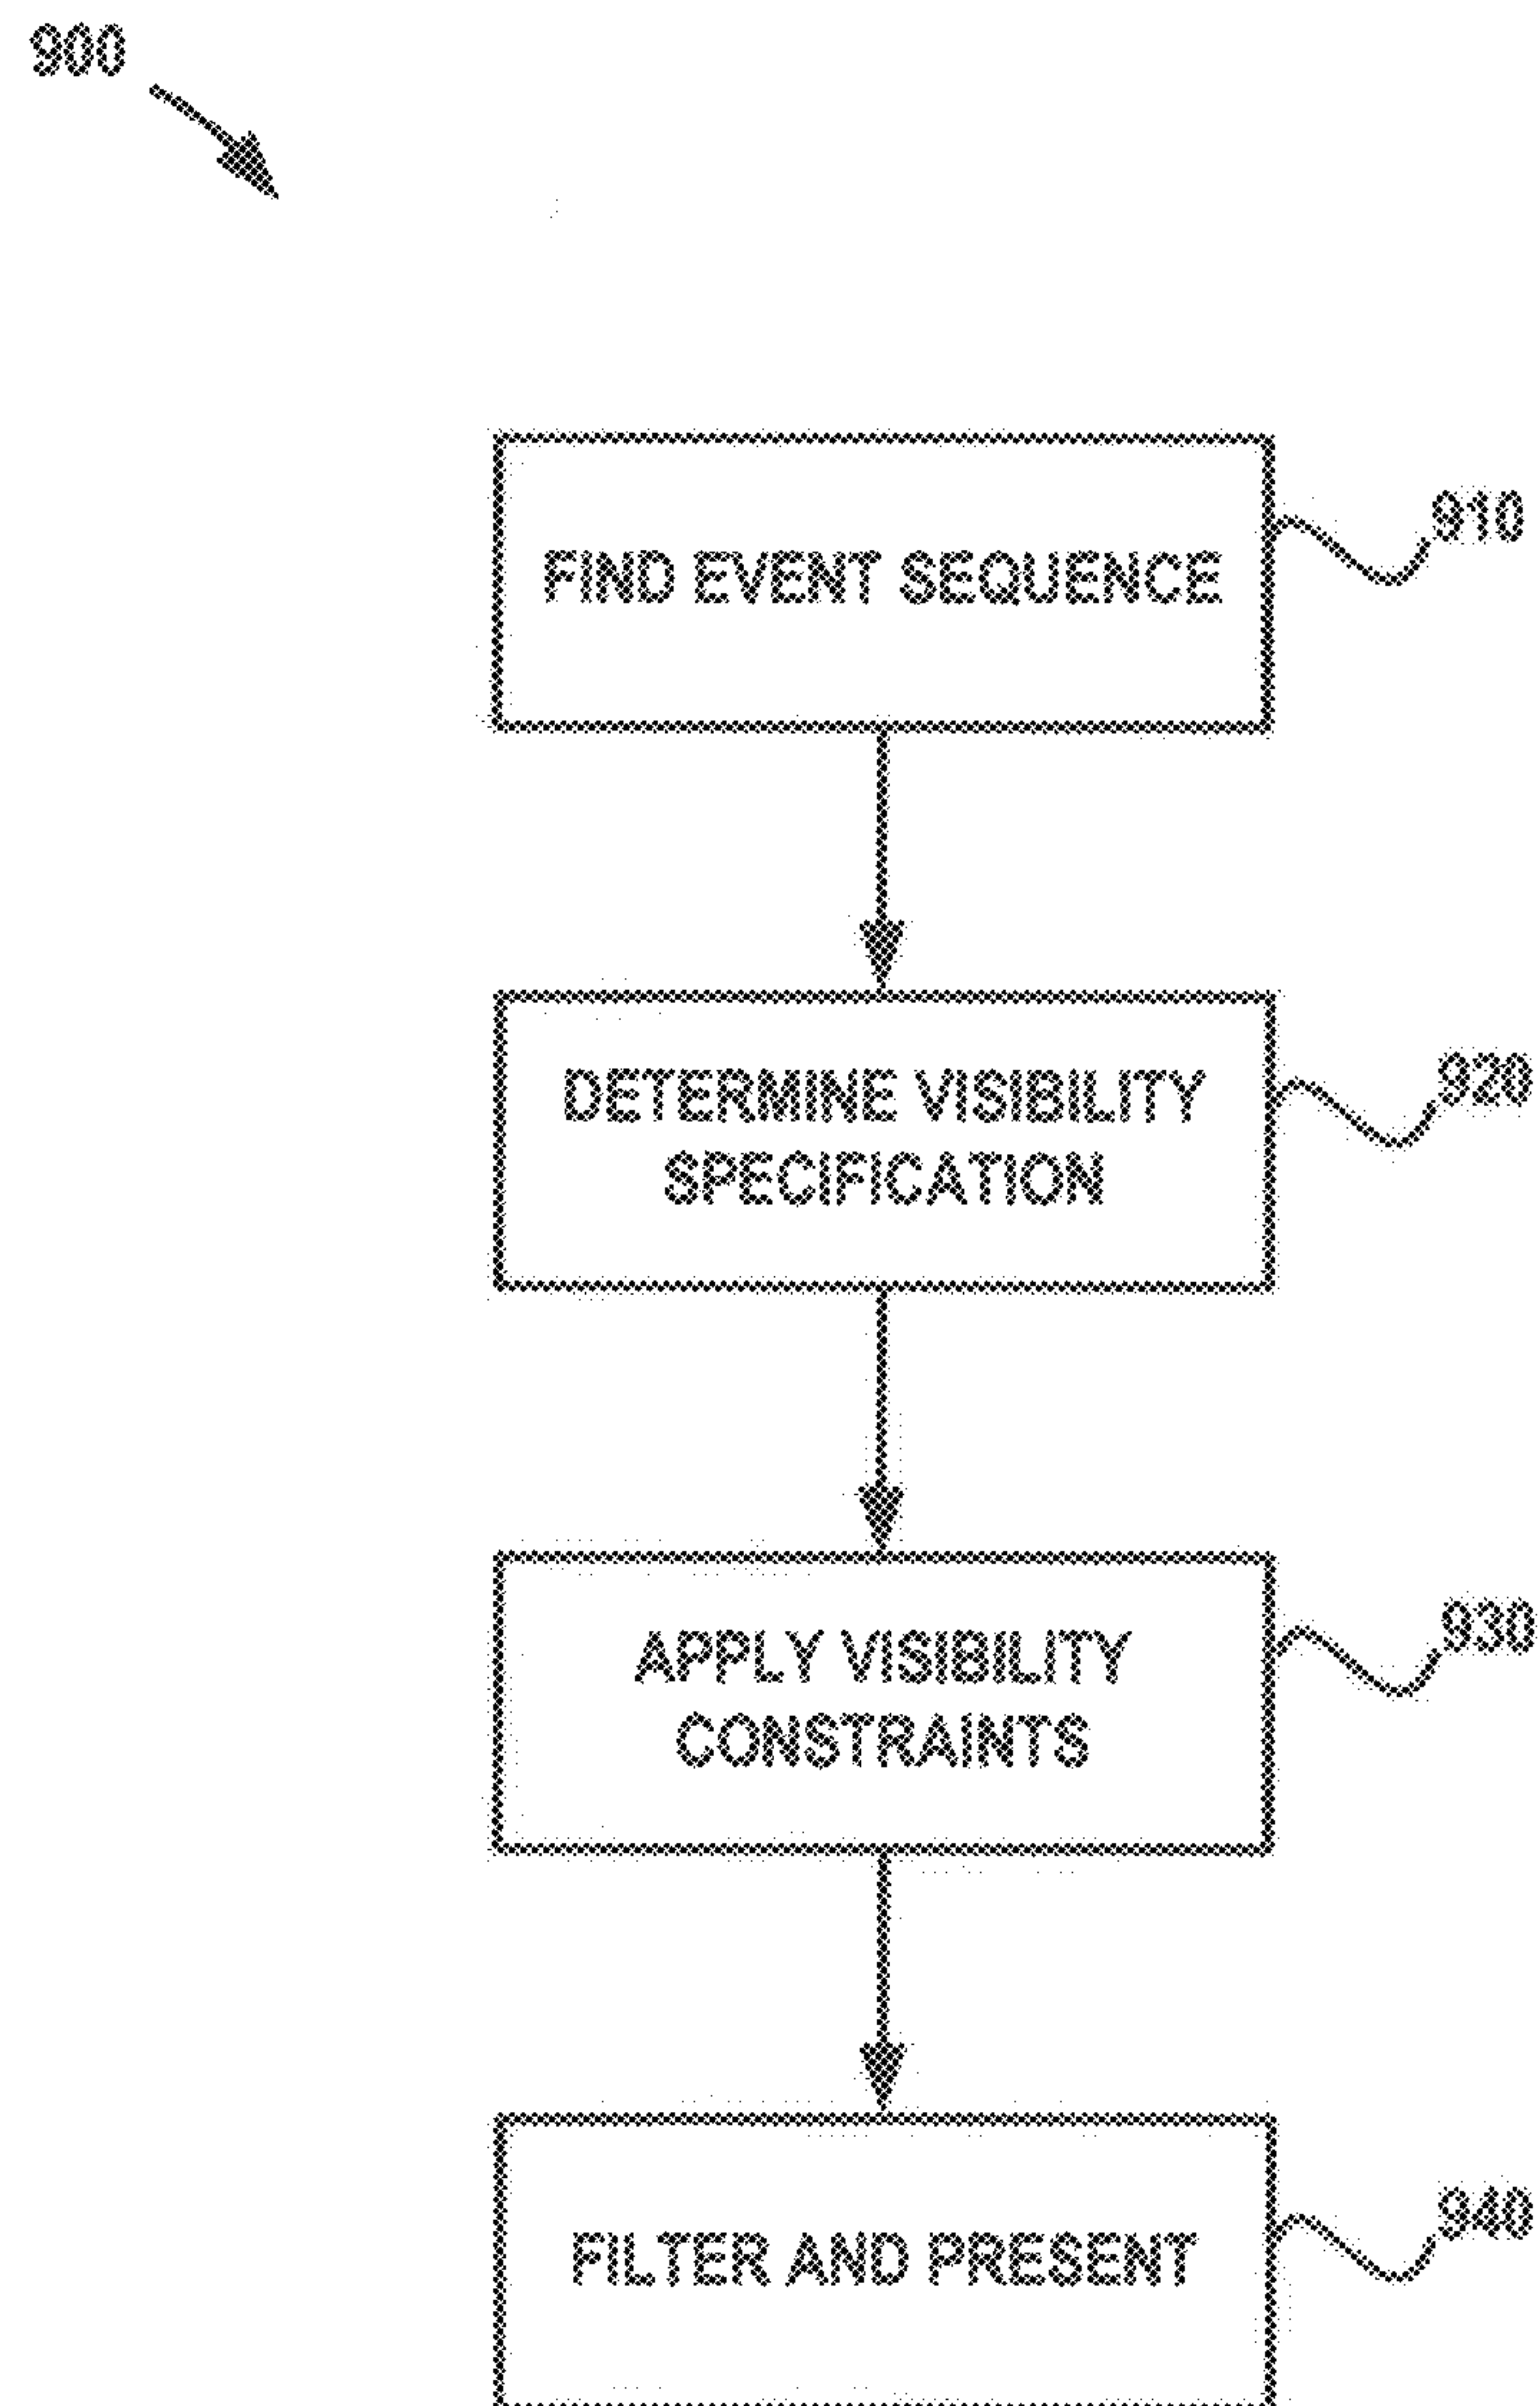 900
FIND EVENT SEQUENCE
910
DETERMINE VISIBILITY
SPECIFICATION
920
APPLY VISIBILITY
CONSTRAINTS
930
FILTER AND PRESENT
940